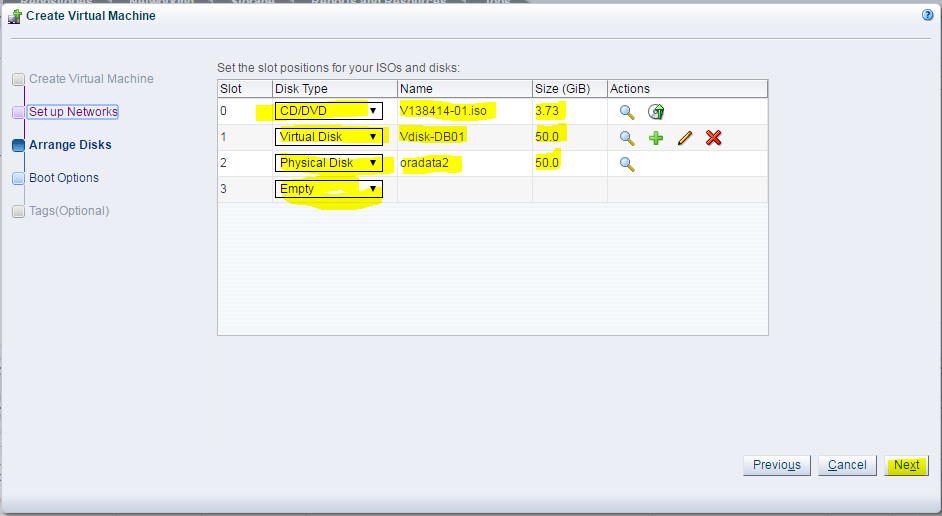 Create Virtual Machine
Create Virtual Machine
Set up Networks
Arrange Disks
Boot Options
Tags(Optional)
Set the slot positions for your ISOs and disks:
Slot Disk Type Name Size (GiB) Actions
0 CD/DVD V138414-01.iso 3.73
1 Virtual Disk Vdisk-DB01 50.0
2 Physical Disk oradata2 50.0
3 Empty
Previous Cancel Next